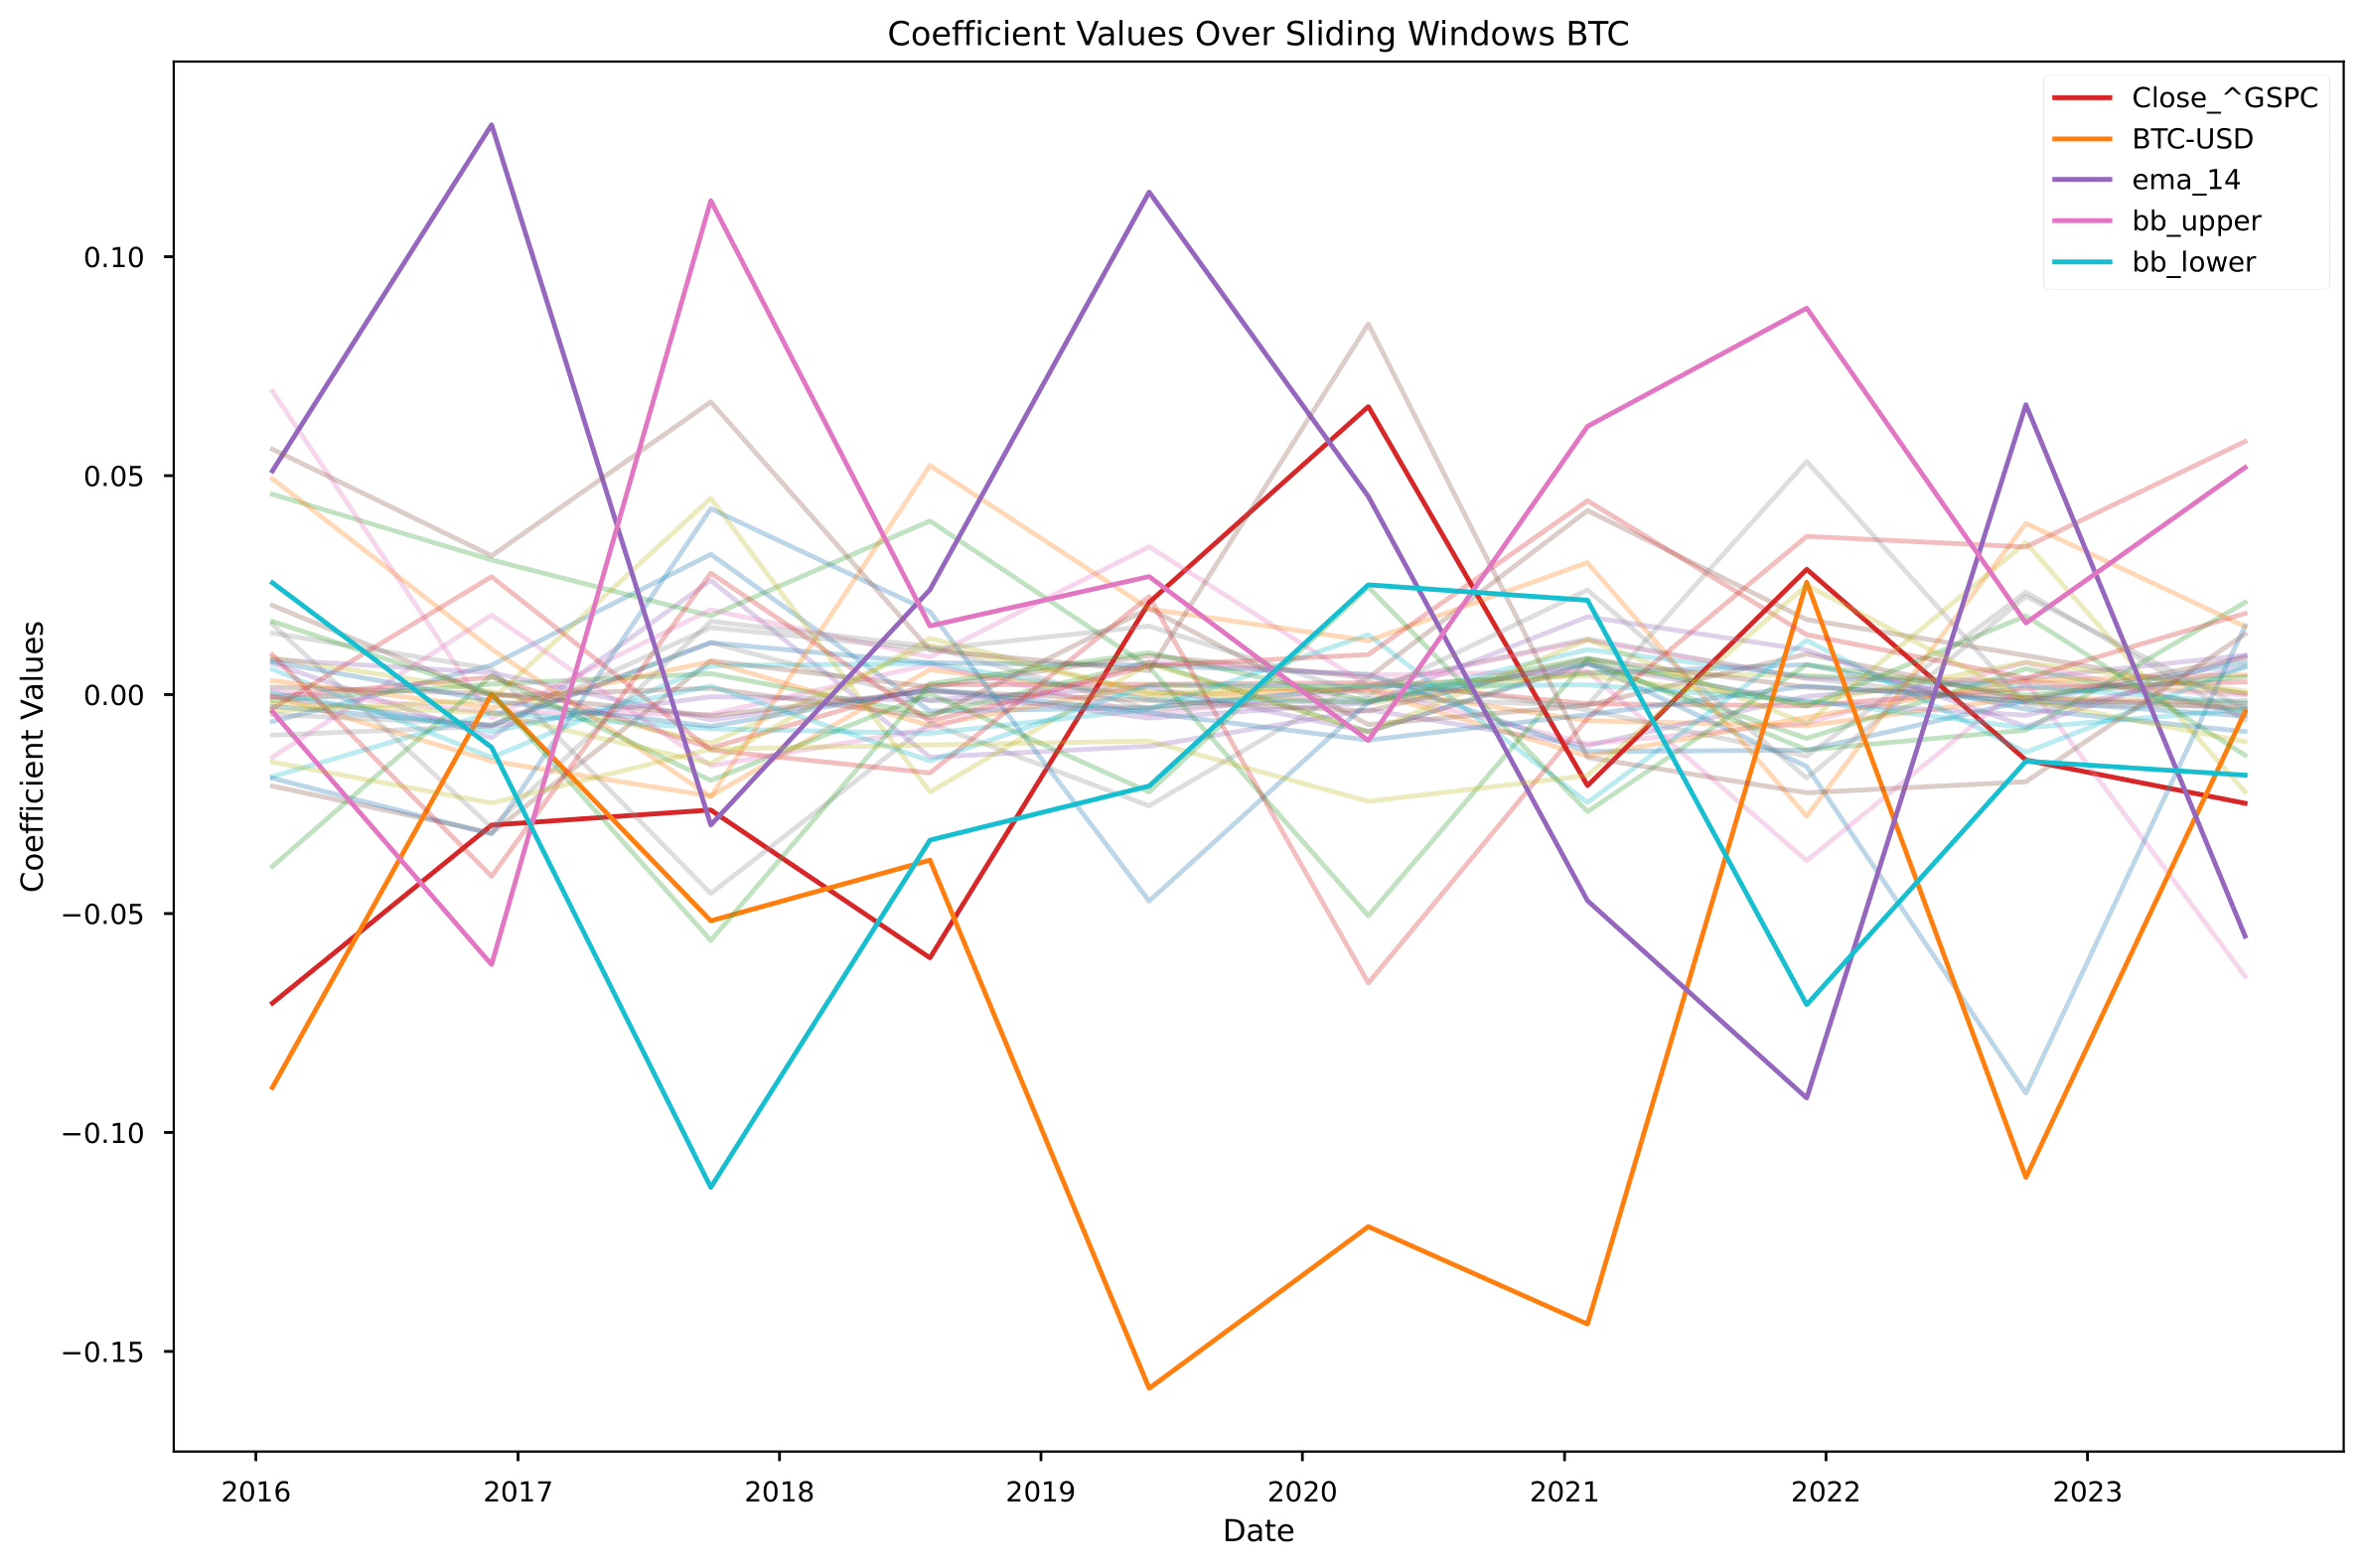 Coefficient Values Over Sliding Windows BTC
Close_^GSPC
BTC-USD
ema_14
bb_upper
bb_lower
Coefficient Values
0.10
0.05
0.00
−0.05
−0.10
−0.15
2016 2017 2018 2019 2020 2021 2022 2023
Date